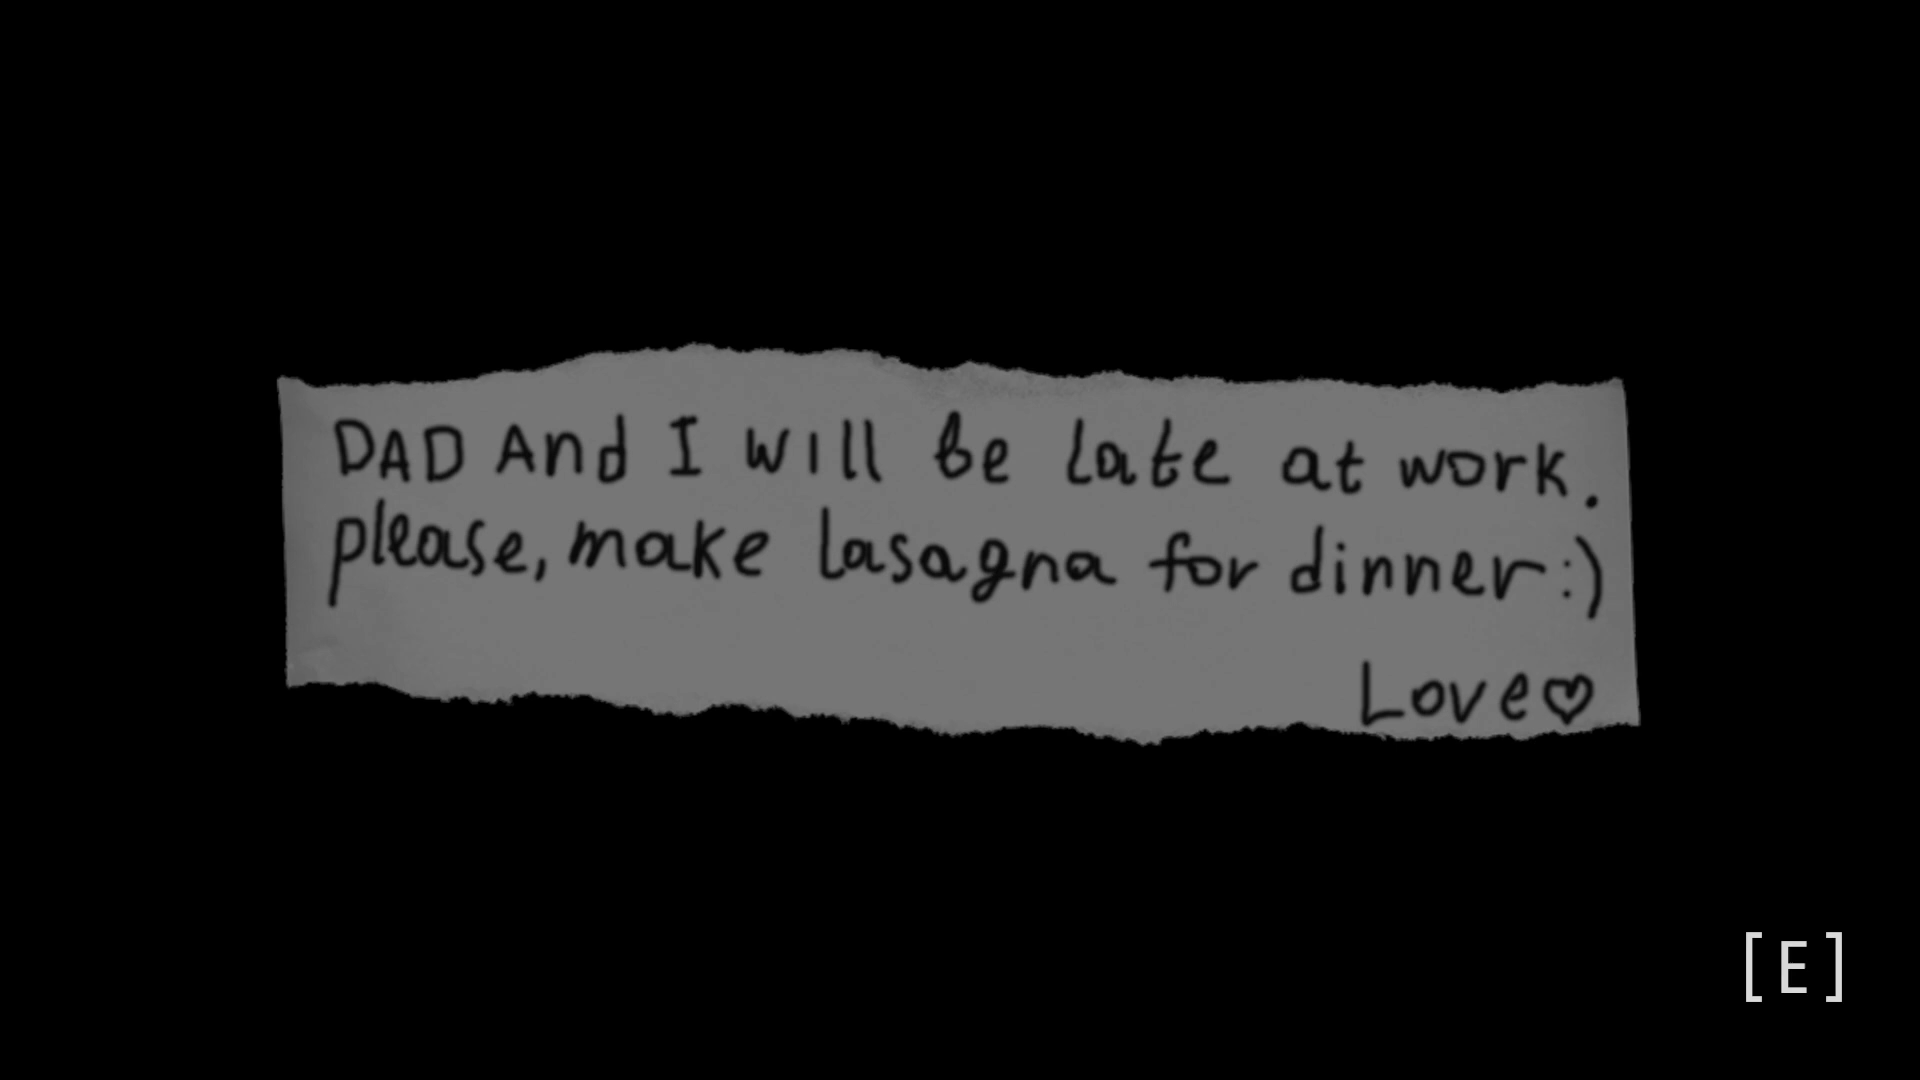 DAD And I will be late at work.
please, make lasagna for dinner :)
Love♡
[E]